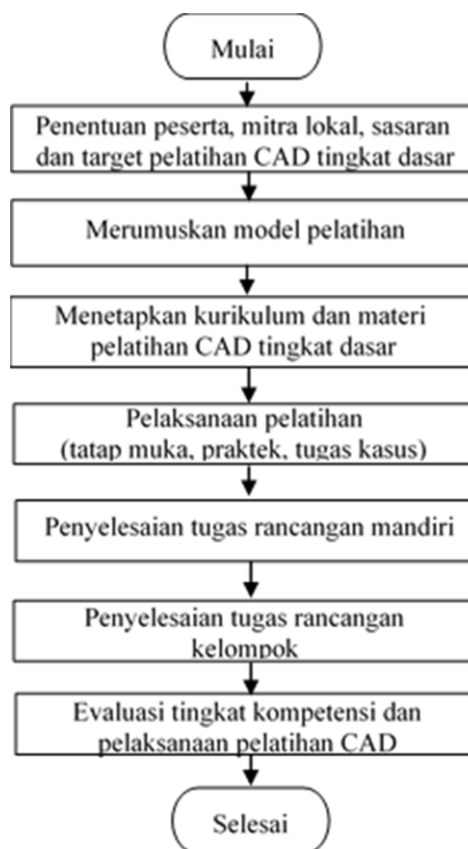 Mulai
Penentuan peserta, mitra lokal, sasaran
dan target pelatihan CAD tingkat dasar
Merumuskan model pelatihan
Menetapkan kurikulum dan materi
pelatihan CAD tingkat dasar
Pelaksanaan pelatihan
(tatap muka, praktek, tugas kasus)
Penyelesaian tugas rancangan mandiri
Penyelesaian tugas rancangan
kelompok
Evaluasi tingkat kompetensi dan
pelaksanaan pelatihan CAD
Selesai